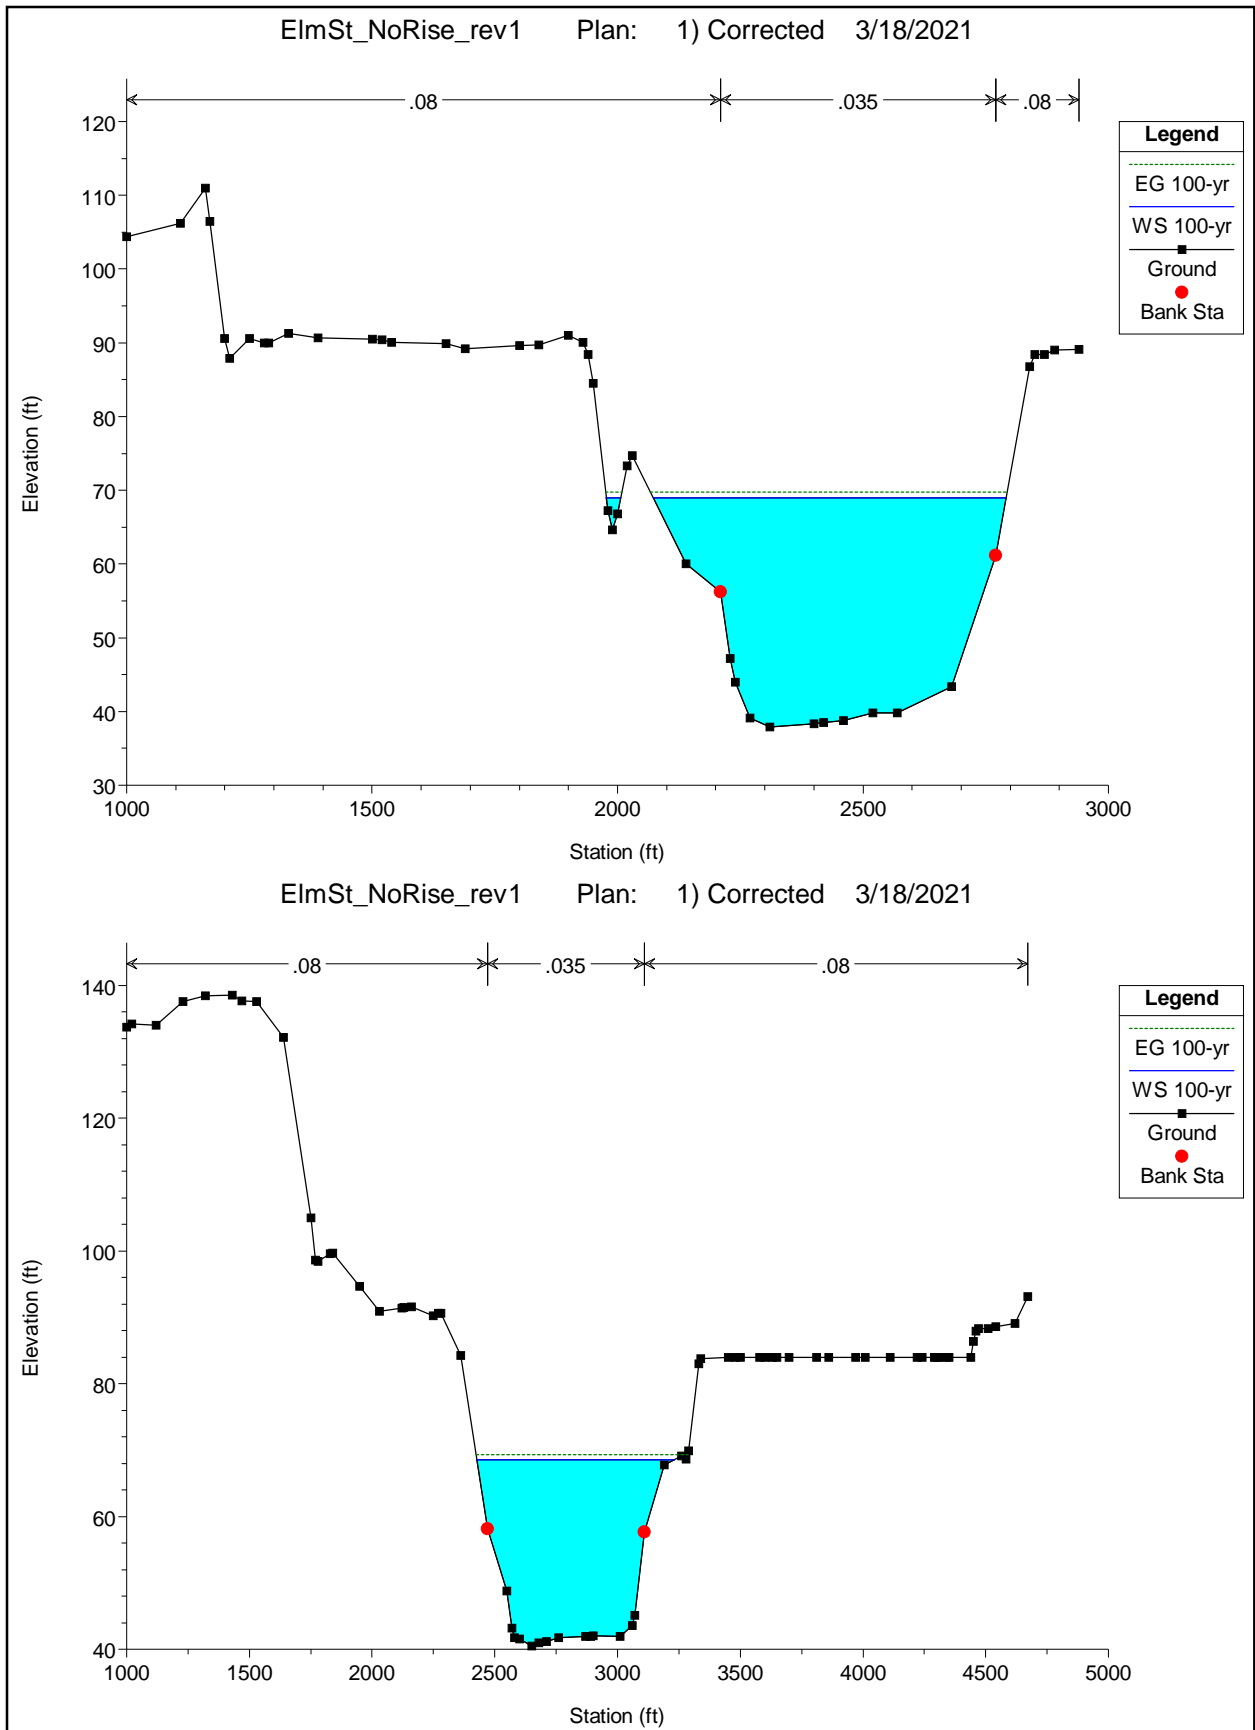 ElmSt_NoRise_rev1 Plan: 1) Corrected 3/18/2021
.08 .035 .08
Legend
EG 100-yr
WS 100-yr
Ground
Bank Sta
120
110
100
90
80
70
60
50
40
30
Elevation (ft)
1000 1500 2000 2500 3000
Station (ft)
ElmSt_NoRise_rev1 Plan: 1) Corrected 3/18/2021
.08 .035 .08
Legend
EG 100-yr
WS 100-yr
Ground
Bank Sta
140
120
100
80
60
40
Elevation (ft)
1000 1500 2000 2500 3000 3500 4000 4500 5000
Station (ft)